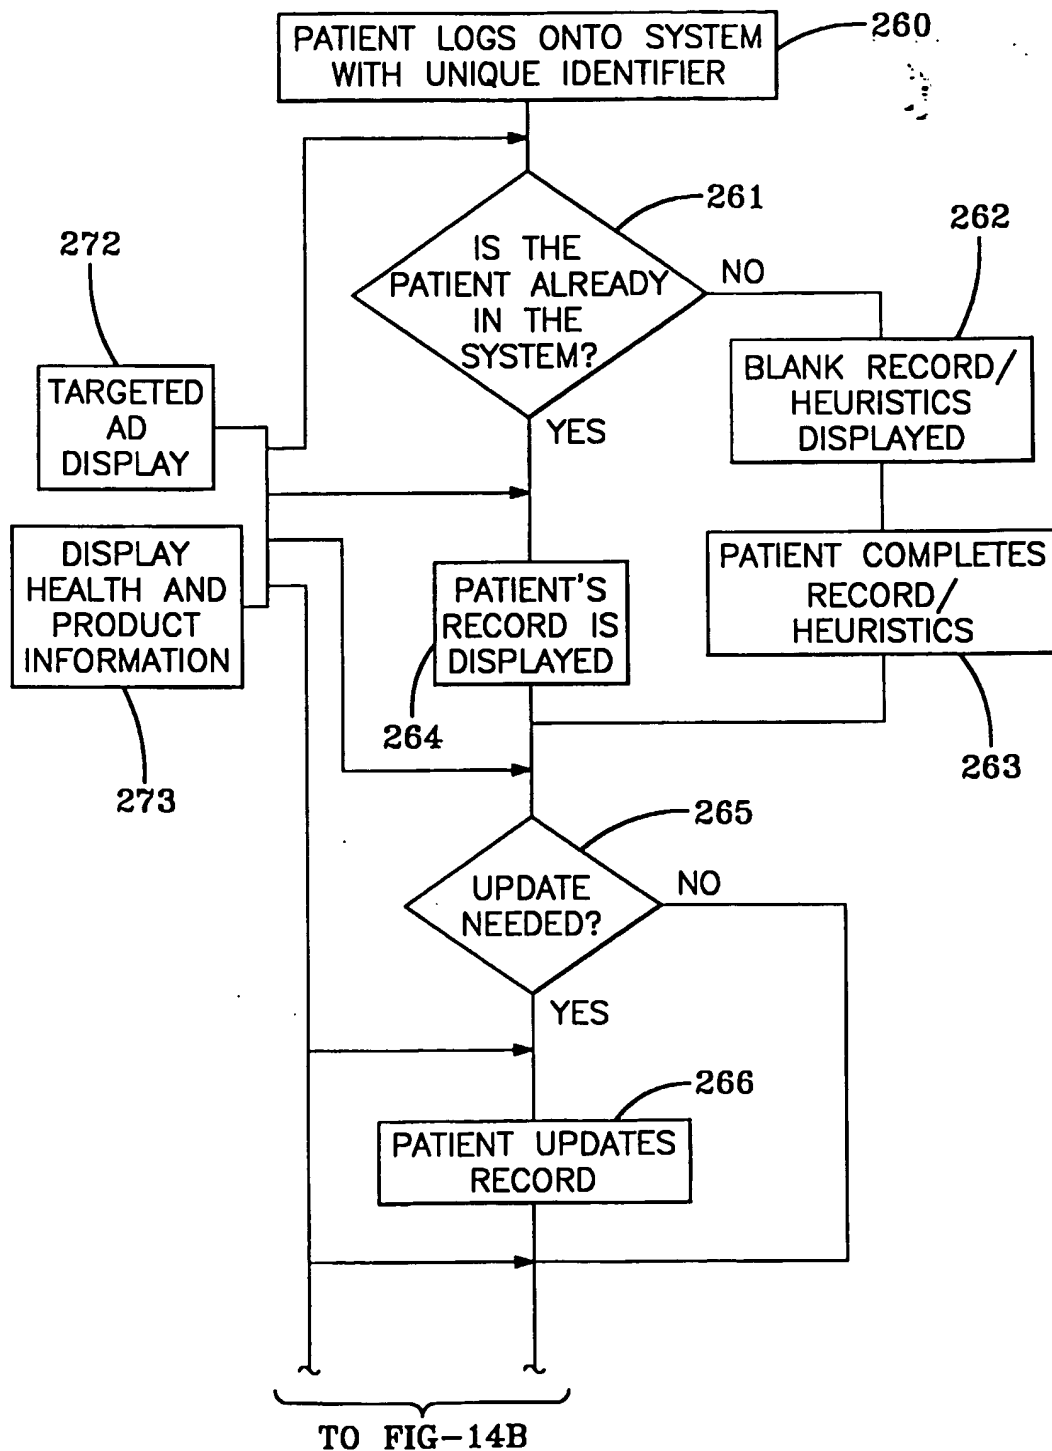 PATIENT LOGS ONTO SYSTEM
WITH UNIQUE IDENTIFIER
260
261
IS THE
PATIENT ALREADY
IN THE
SYSTEM?
NO
YES
262
BLANK RECORD/
HEURISTICS
DISPLAYED
272
TARGETED
AD
DISPLAY
DISPLAY
HEALTH AND
PRODUCT
INFORMATION
273
PATIENT'S
RECORD IS
DISPLAYED
264
PATIENT COMPLETES
RECORD/
HEURISTICS
263
265
UPDATE
NEEDED?
NO
YES
266
PATIENT UPDATES
RECORD
TO FIG-14B